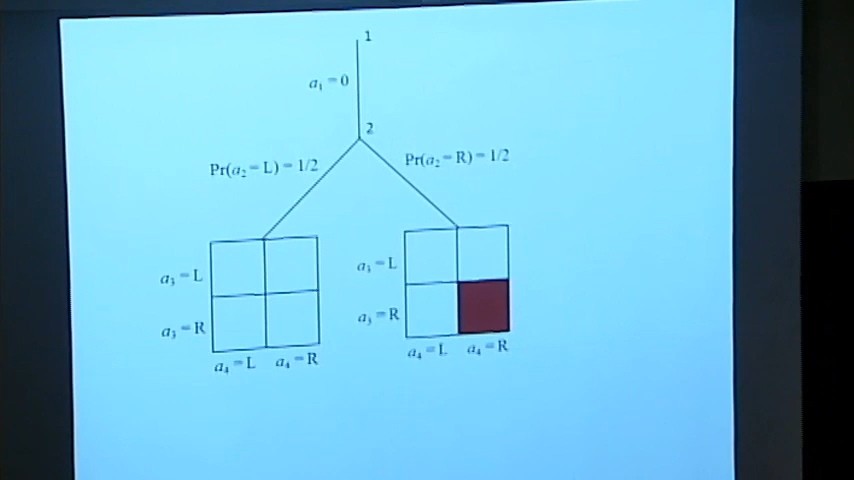 1
a₁ = 0
2
Pr(a₂ = L) = 1/2
Pr(a₂ = R) = 1/2
a₃ = L
a₃ = R
a₄ = L
a₄ = R
a₃ = L
a₃ = R
a₄ = L
a₄ = R